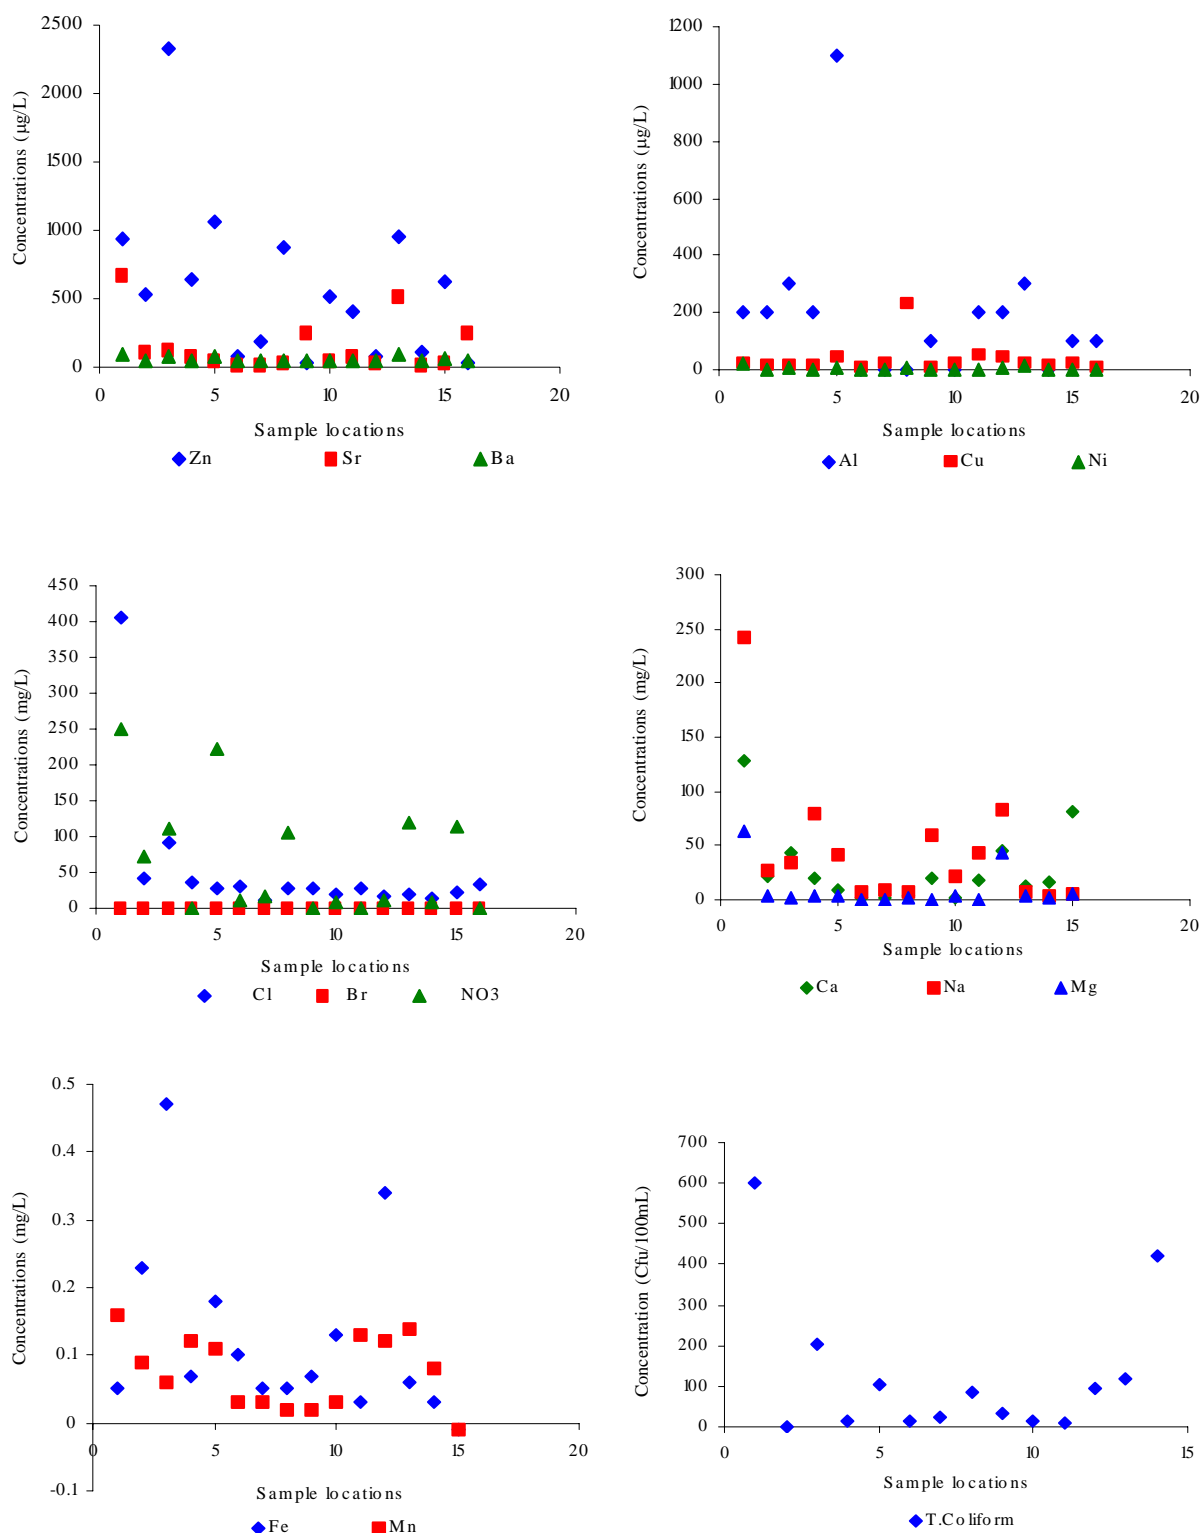 2500
2000
1500
1000
500
0
Concentrations (µg/L)
0 5 10 15 20
Sample locations
Zn Sr Ba
1200
1000
800
600
400
200
0
Concentrations (µg/L)
0 5 10 15 20
Sample locations
Al Cu Ni
450
400
350
300
250
200
150
100
50
0
Concentrations (mg/L)
0 5 10 15 20
Sample locations
Cl Br NO3
300
250
200
150
100
50
0
Concentrations (mg/L)
0 5 10 15 20
Sample locations
Ca Na Mg
0.5
0.4
0.3
0.2
0.1
0
-0.1
Concentrations (mg/L)
0 5 10 15 20
Sample locations
Fe Mn
700
600
500
400
300
200
100
0
Concentration (Cfu/100mL)
0 5 10 15
Sample locations
T.Coliform